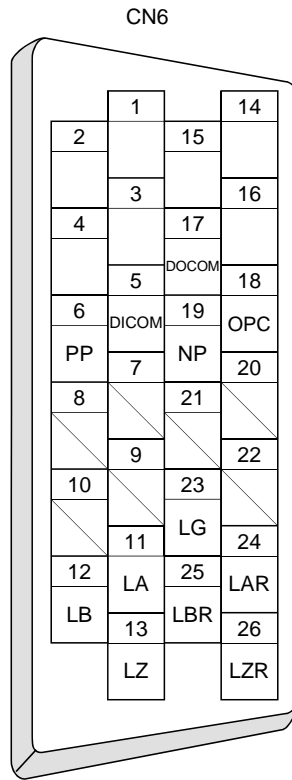 CN6
1 14
2 15
3 16
4 17
DOCOM
5 18
DICOM OPC
6 19
PP NP
7 20
8 21
9 22
10 23
LG
11 24
LA LAR
12 25
LB LBR
13 26
LZ LZR